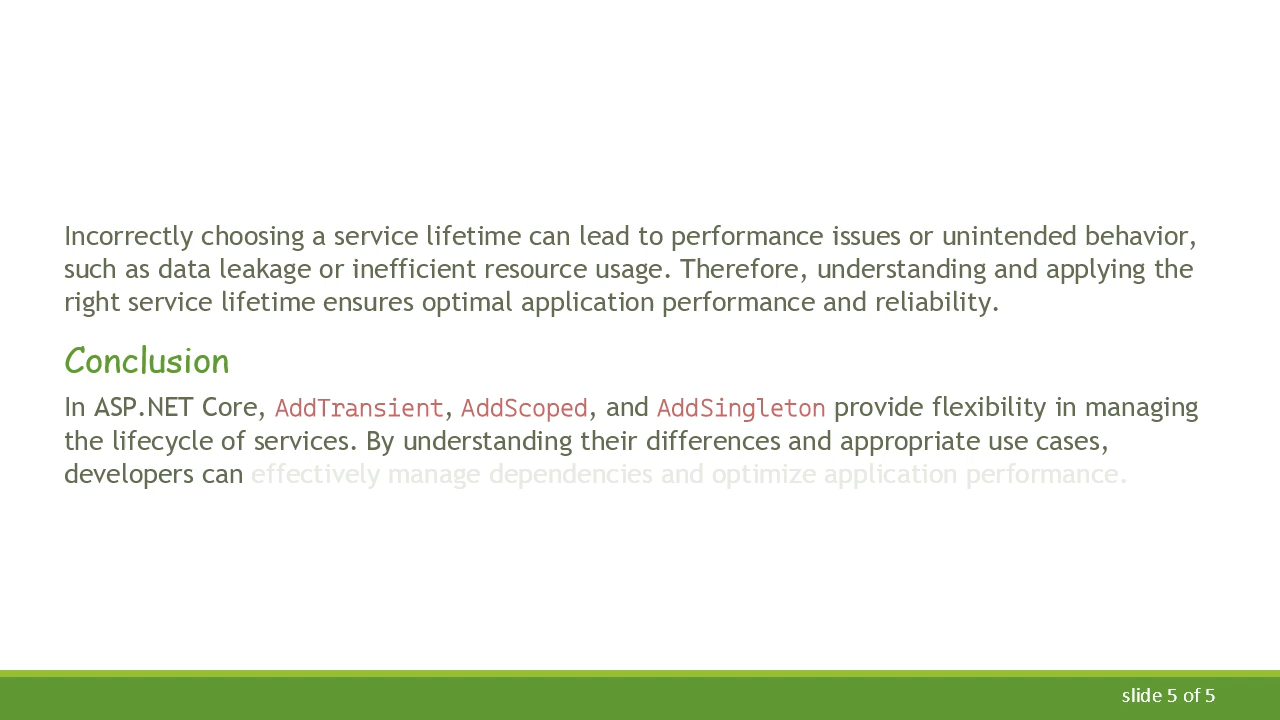 Incorrectly choosing a service lifetime can lead to performance issues or unintended behavior,
such as data leakage or inefficient resource usage. Therefore, understanding and applying the
right service lifetime ensures optimal application performance and reliability.
Conclusion
In ASP.NET Core, AddTransient, AddScoped, and AddSingleton provide flexibility in managing
the lifecycle of services. By understanding their differences and appropriate use cases,
developers can effectively manage dependencies and optimize application performance.
slide 5 of 5